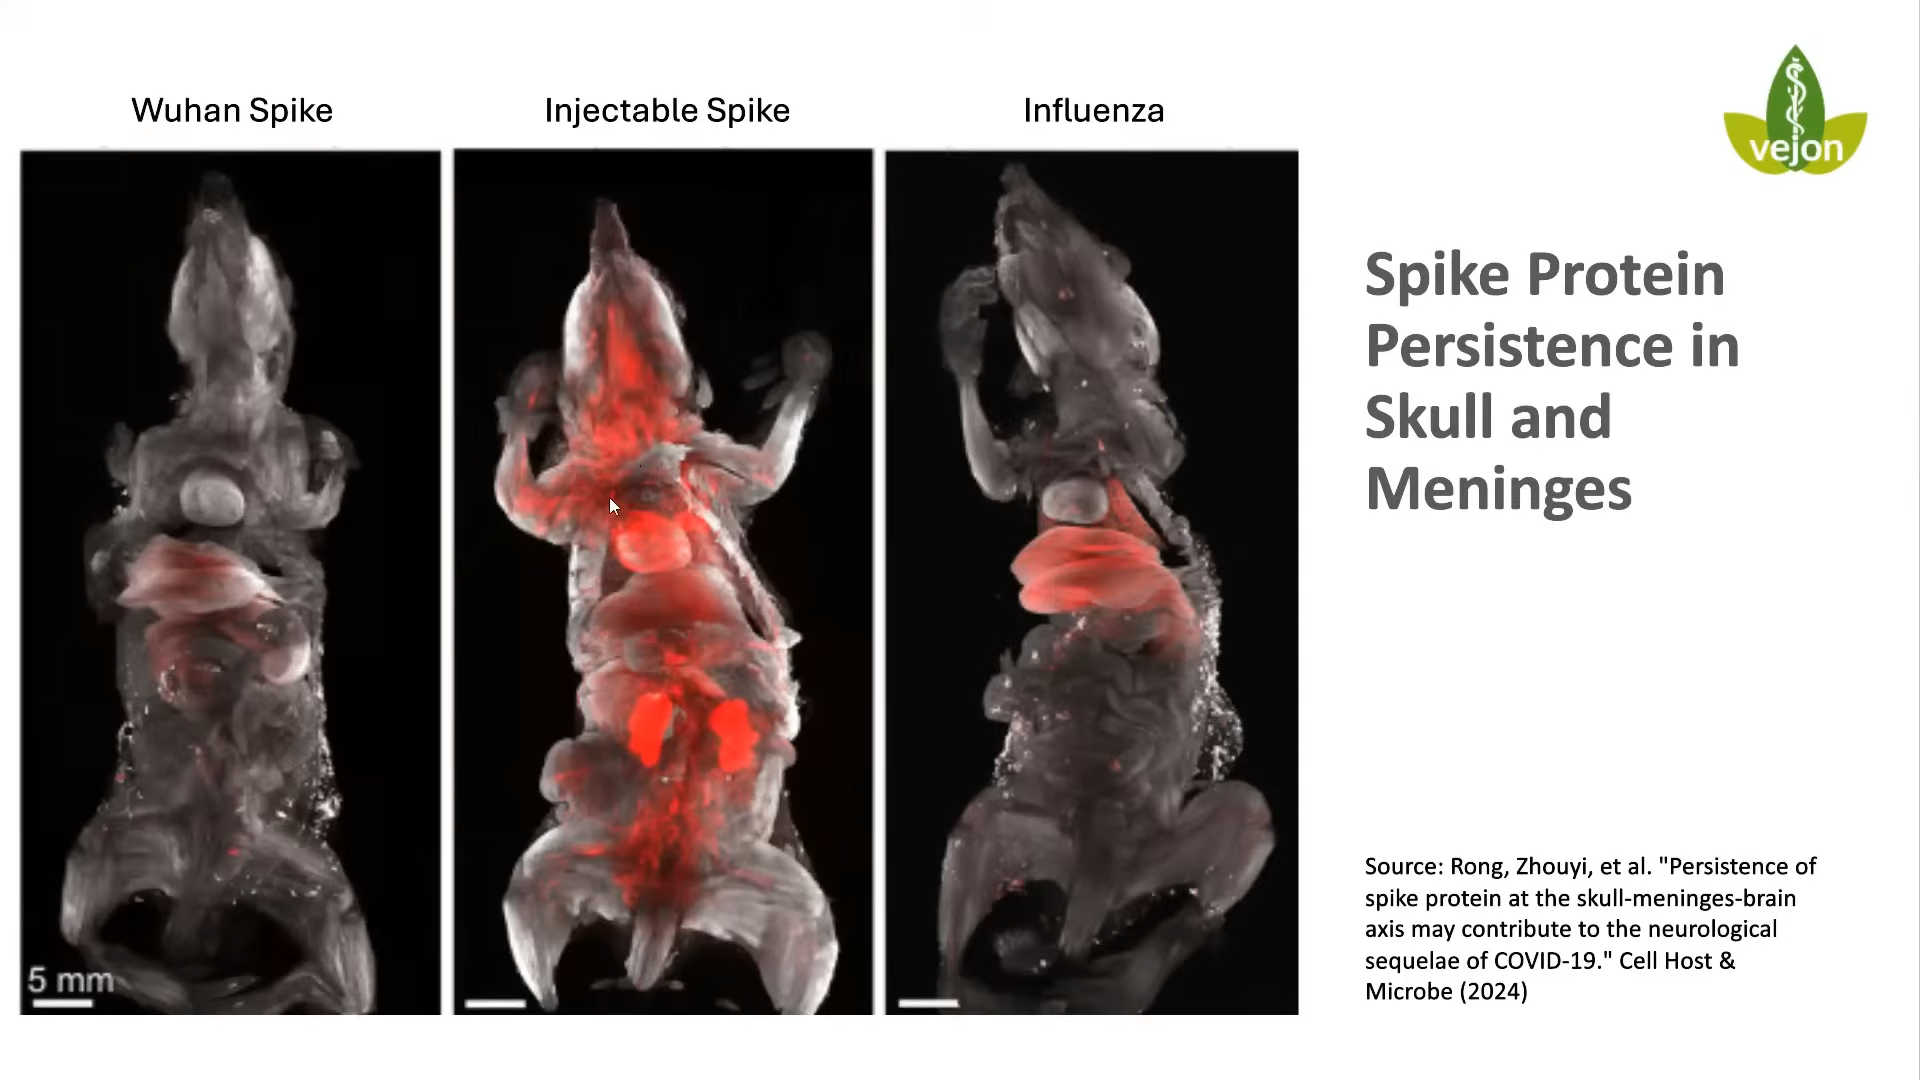 Wuhan Spike
Injectable Spike
Influenza
vejon
Spike Protein
Persistence in
Skull and
Meninges
5 mm
Source: Rong, Zhouyi, et al. "Persistence of
spike protein at the skull-meninges-brain
axis may contribute to the neurological
sequelae of COVID-19." Cell Host &
Microbe (2024)